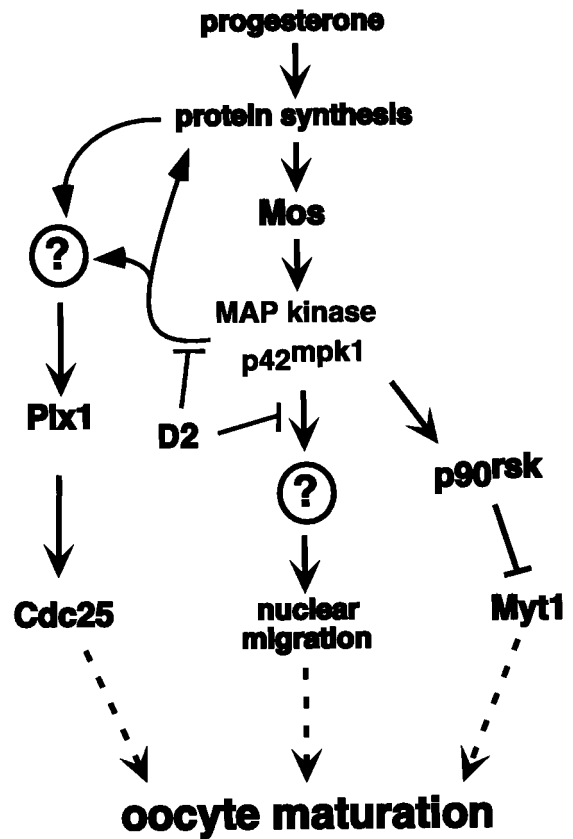 progesterone
protein synthesis
Mos
?
MAP kinase
p42mpk1
Plx1
D2
p90rsk
?
Cdc25
nuclear
migration
Myt1
oocyte maturation